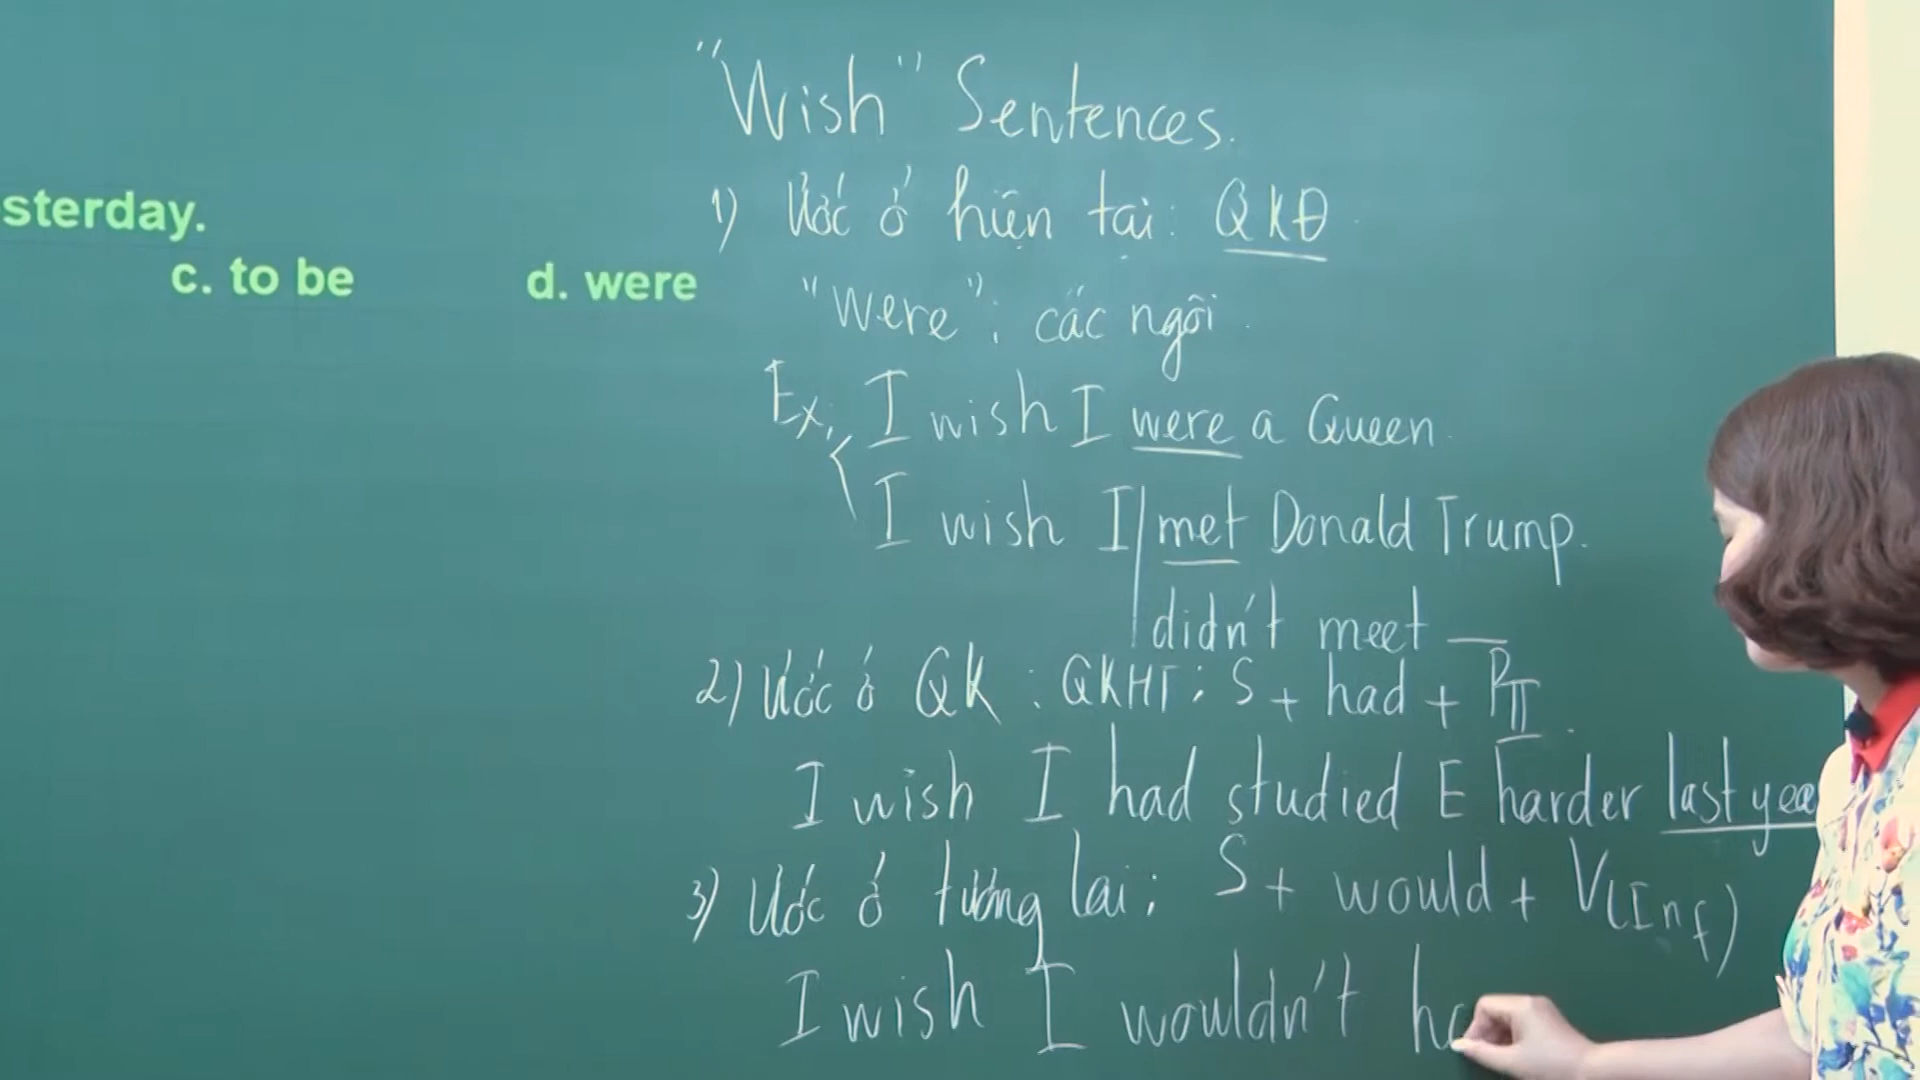 sterday.
c. to be d. were
"Wish" Sentences.
1) Ước ở hiện tại: QKĐ
"Were": các ngôi
Ex: I wish I were a Queen.
I wish I met Donald Trump.
didn't meet —
2) Ước ở QK: QKHT: S + had + PII
I wish I had studied E harder last yea
3) Ước ở tương lai: S + would + V(Inf)
I wish I wouldn't ha